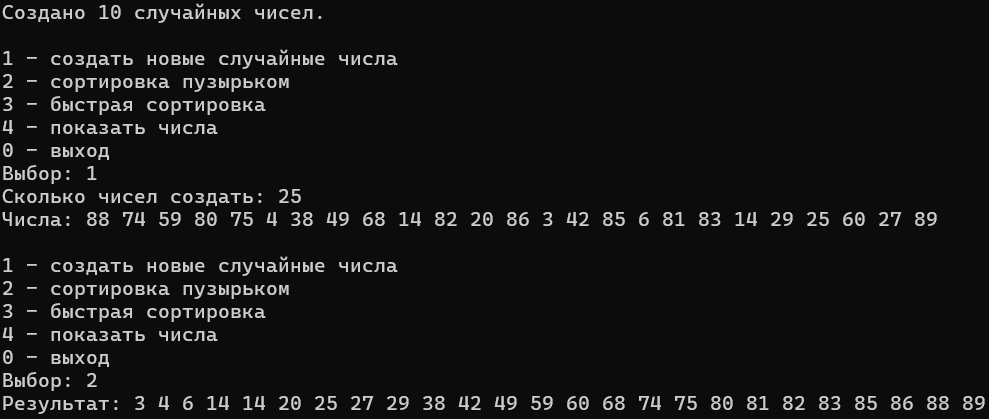 Создано 10 случайных чисел.
1 - создать новые случайные числа
2 - сортировка пузырьком
3 - быстрая сортировка
4 - показать числа
0 - выход
Выбор: 1
Сколько чисел создать: 25
Числа: 88 74 59 80 75 4 38 49 68 14 82 20 86 3 42 85 6 81 83 14 29 25 60 27 89
1 - создать новые случайные числа
2 - сортировка пузырьком
3 - быстрая сортировка
4 - показать числа
0 - выход
Выбор: 2
Результат: 3 4 6 14 14 20 25 27 29 38 42 49 59 60 68 74 75 80 81 82 83 85 86 88 89